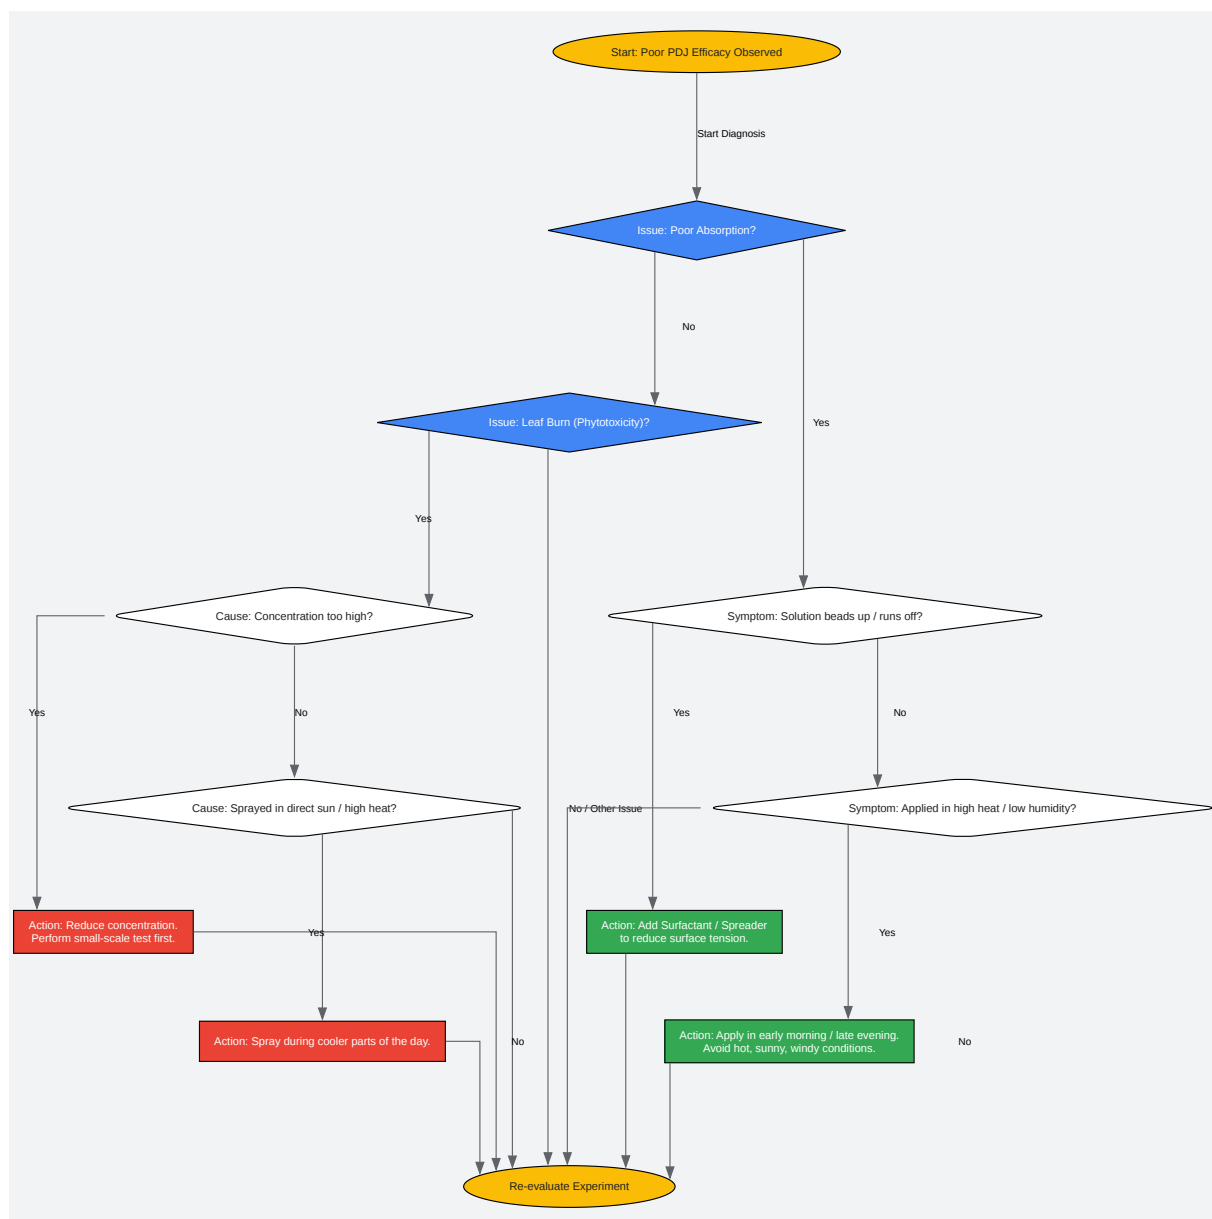 Start: Poor PDJ Efficacy Observed
Start Diagnosis
Issue: Poor Absorption?
No
Issue: Leaf Burn (Phytotoxicity)?
Yes
Yes
Cause: Concentration too high?
Symptom: Solution beads up / runs off?
Yes
No
Yes
No
Cause: Sprayed in direct sun / high heat?
No / Other Issue
Symptom: Applied in high heat / low humidity?
Action: Reduce concentration.
Perform small-scale test first.
Yes
Action: Add Surfactant / Spreader
to reduce surface tension.
Yes
Action: Spray during cooler parts of the day.
No
Action: Apply in early morning / late evening.
Avoid hot, sunny, windy conditions.
No
Re-evaluate Experiment